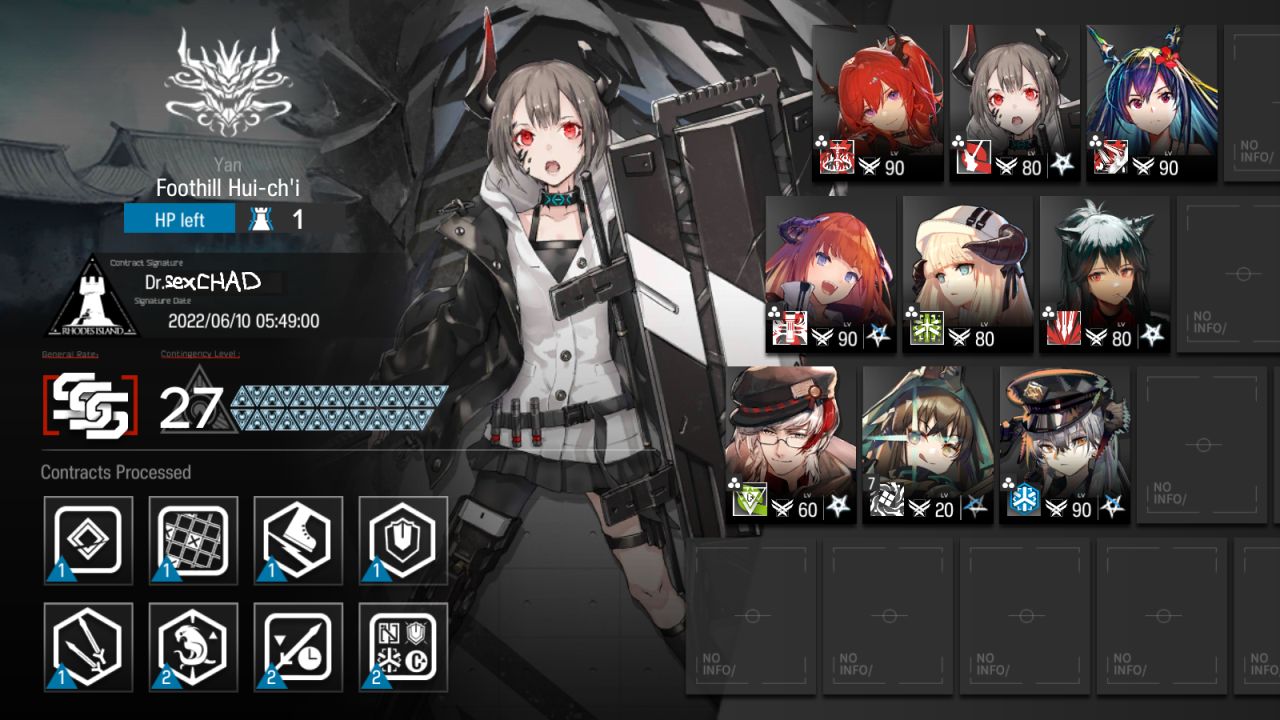 Yan
Foothill Hui-ch'i
HP left 1
Contract Signature
Dr.sexCHAD
Signature Date
2022/06/10 05:49:00
RHODES ISLAND
General Rate:
Contingency Level :
27
Contracts Processed
1 1 1 1
1 2 2 2
LV 90
LV 80
LV 90
NO INFO/
LV 90
LV 80
LV 80
NO INFO/
LV 60
7 LV 20
LV 90
NO INFO/
NO INFO/
NO INFO/
NO INFO/
NO INFO/
NO INFO